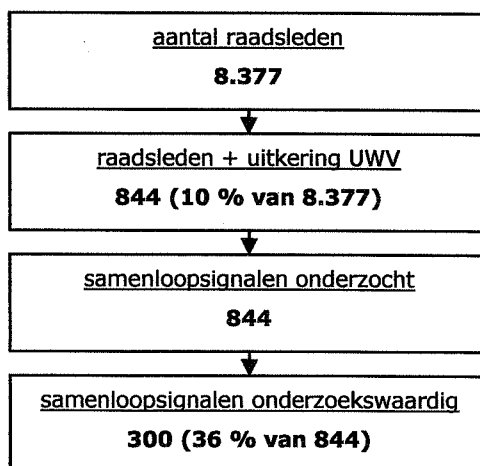 aantal raadsleden
8.377
raadsleden + uitkering UWV
844 (10 % van 8.377)
samenloopsignalen onderzocht
844
samenloopsignalen onderzoekswaardig
300 (36 % van 844)